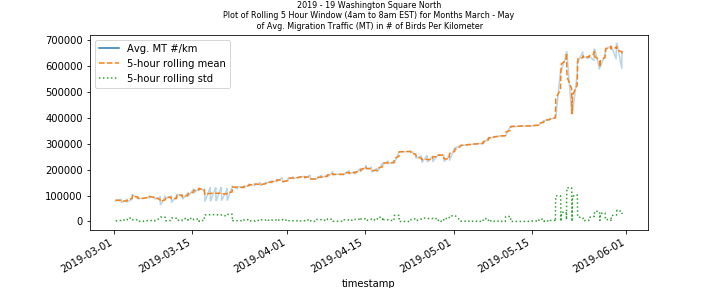 2019 - 19 Washington Square North
Plot of Rolling 5 Hour Window (4am to 8am EST) for Months March - May
of Avg. Migration Traffic (MT) in # of Birds Per Kilometer
Avg. MT #/km
5-hour rolling mean
5-hour rolling std
700000
600000
500000
400000
300000
200000
100000
0
2019-03-01
2019-03-15
2019-04-01
2019-04-15
2019-05-01
2019-05-15
2019-06-01
timestamp